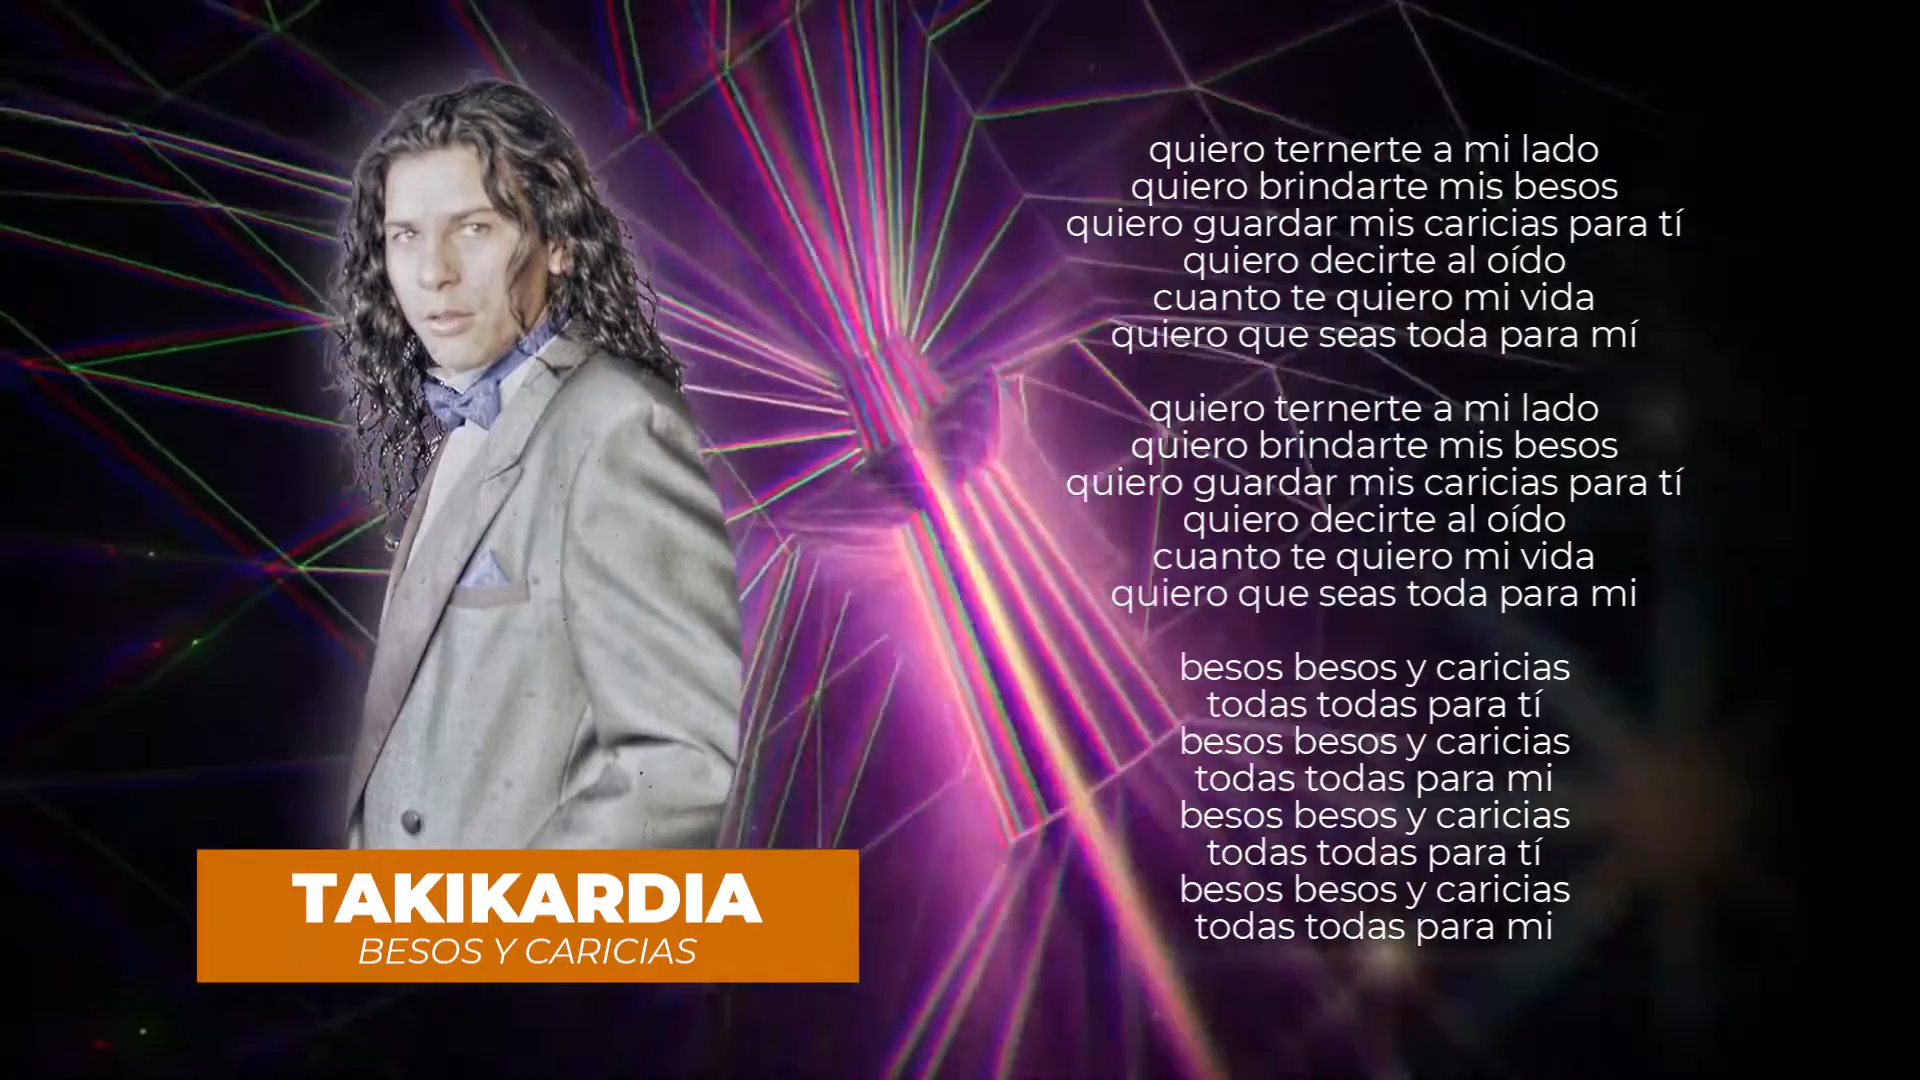 quiero ternerte a mi lado
quiero brindarte mis besos
quiero guardar mis caricias para tí
quiero decirte al oído
cuanto te quiero mi vida
quiero que seas toda para mí
quiero ternerte a mi lado
quiero brindarte mis besos
quiero guardar mis caricias para tí
quiero decirte al oído
cuanto te quiero mi vida
quiero que seas toda para mi
besos besos y caricias
todas todas para tí
besos besos y caricias
todas todas para mi
besos besos y caricias
todas todas para tí
besos besos y caricias
todas todas para mi
TAKIKARDIA
BESOS Y CARICIAS